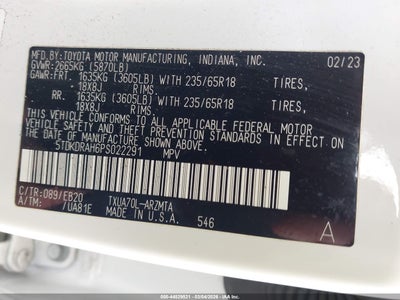 MFD.BY:TOYOTA MOTOR MANUFACTURING, INDIANA, INC. 02/23
GVWR:2665KG (5870LB)
GAWR:FRT. 1635KG (3605LB) WITH 235/65R18 TIRES,
18X8J RIMS
RR. 1635KG (3605LB) WITH 235/65R18 TIRES,
18X8J RIMS
THIS VEHICLE CONFORMS TO ALL APPLICABLE FEDERAL MOTOR
VEHICLE SAFETY
THEFT PREVENTION STANDARDS IN EFFECT ON THE DATE OF
MANUFACTURE SHOWN ABOVE.
5TDKDRAH6PS022291 MPV
C/TR:089/EB20 TXUA70L-ARZMTA
A/TM: /UA81E MADE IN U.S.A. 546
A